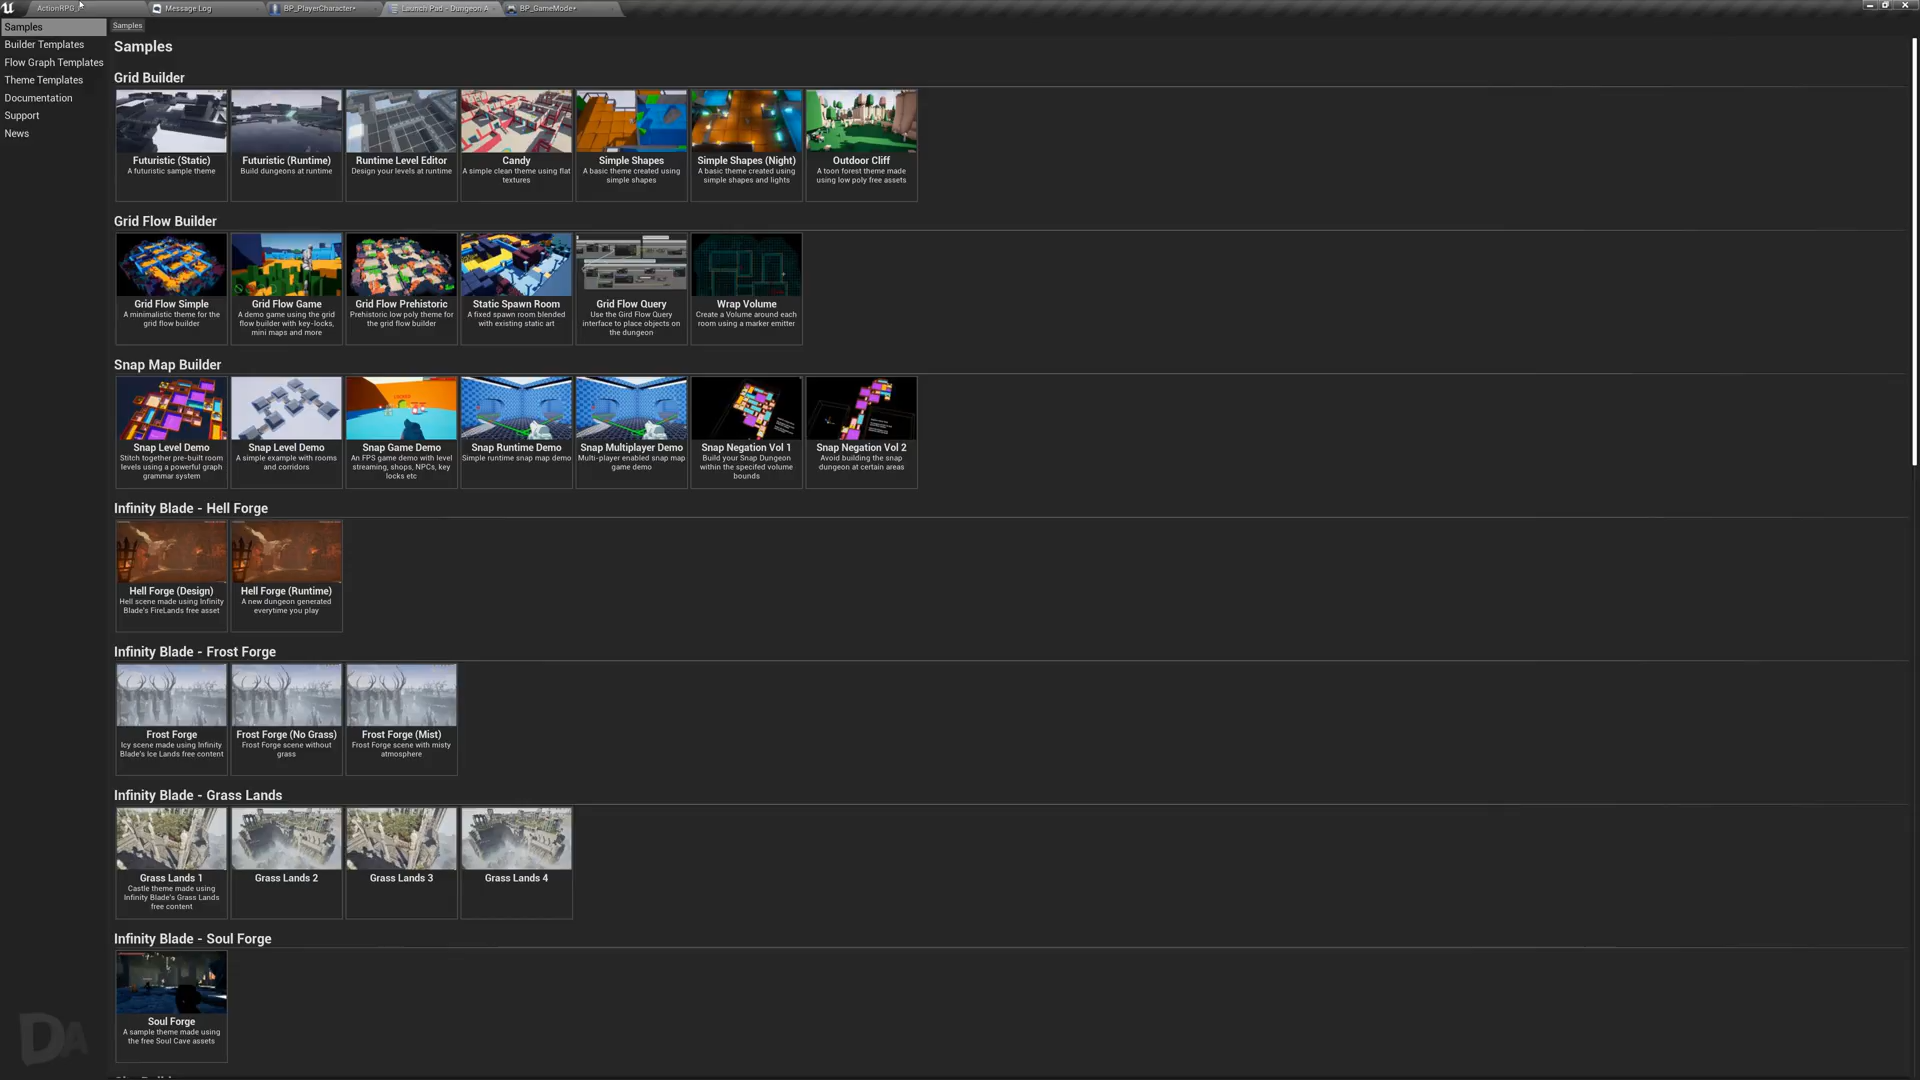 ActionRPG_P
Message Log
BP_PlayerCharacter*
Launch Pad - Dungeon A
BP_GameMode*
Samples
Builder Templates
Flow Graph Templates
Theme Templates
Documentation
Support
News
Samples
Samples
Grid Builder
Futuristic (Static)
A futuristic sample theme
Futuristic (Runtime)
Build dungeons at runtime
Runtime Level Editor
Design your levels at runtime
Candy
A simple clean theme using flat
textures
Simple Shapes
A basic theme created using
simple shapes
Simple Shapes (Night)
A basic theme created using
simple shapes and lights
Outdoor Cliff
A toon forest theme made
using low poly free assets
Grid Flow Builder
Grid Flow Simple
A minimalistic theme for the
grid flow builder
Grid Flow Game
A demo game using the grid
flow builder with key-locks,
mini maps and more
Grid Flow Prehistoric
Prehistoric low poly theme for
the grid flow builder
Static Spawn Room
A fixed spawn room blended
with existing static art
Grid Flow Query
Use the Gird Flow Query
interface to place objects on
the dungeon
Wrap Volume
Create a Volume around each
room using a marker emitter
Snap Map Builder
Snap Level Demo
Stitch together pre-built room
levels using a powerful graph
grammar system
Snap Level Demo
A simple example with rooms
and corridors
Snap Game Demo
An FPS game demo with level
streaming, shops, NPCs, key
locks etc
Snap Runtime Demo
Simple runtime snap map demo
Snap Multiplayer Demo
Multi-player enabled snap map
game demo
Snap Negation Vol 1
Build your Snap Dungeon
within the specifed volume
bounds
Snap Negation Vol 2
Avoid building the snap
dungeon at certain areas
Infinity Blade - Hell Forge
Hell Forge (Design)
Hell scene made using Infinity
Blade's FireLands free asset
Hell Forge (Runtime)
A new dungeon generated
everytime you play
Infinity Blade - Frost Forge
Frost Forge
Icy scene made using Infinity
Blade's Ice Lands free content
Frost Forge (No Grass)
Frost Forge scene without
grass
Frost Forge (Mist)
Frost Forge scene with misty
atmosphere
Infinity Blade - Grass Lands
Grass Lands 1
Castle theme made using
Infinity Blade's Grass Lands
free content
Grass Lands 2
Grass Lands 3
Grass Lands 4
Infinity Blade - Soul Forge
Soul Forge
A sample theme made using
the free Soul Cave assets
DA